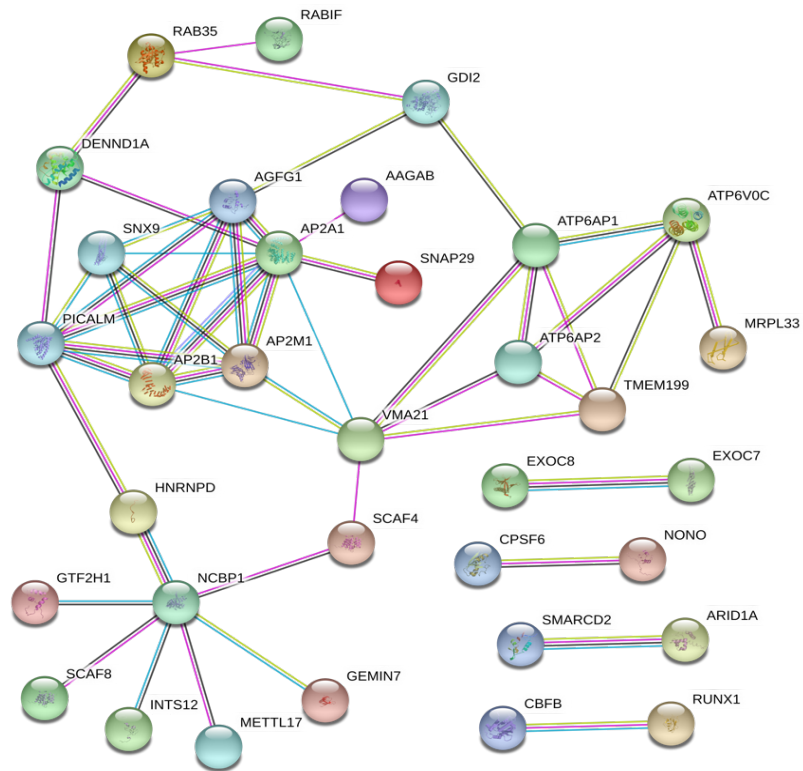 RABIF
RAB35
GDI2
DENND1A
AGFG1
AAGAB
ATP6V0C
SNX9
AP2A1
ATP6AP1
SNAP29
PICALM
MRPL33
AP2B1
AP2M1
ATP6AP2
TMEM199
VMA21
EXOC8
EXOC7
HNRNPD
SCAF4
CPSF6
NONO
GTF2H1
NCBP1
SMARCD2
ARID1A
SCAF8
GEMIN7
INTS12
METTL17
CBFB
RUNX1